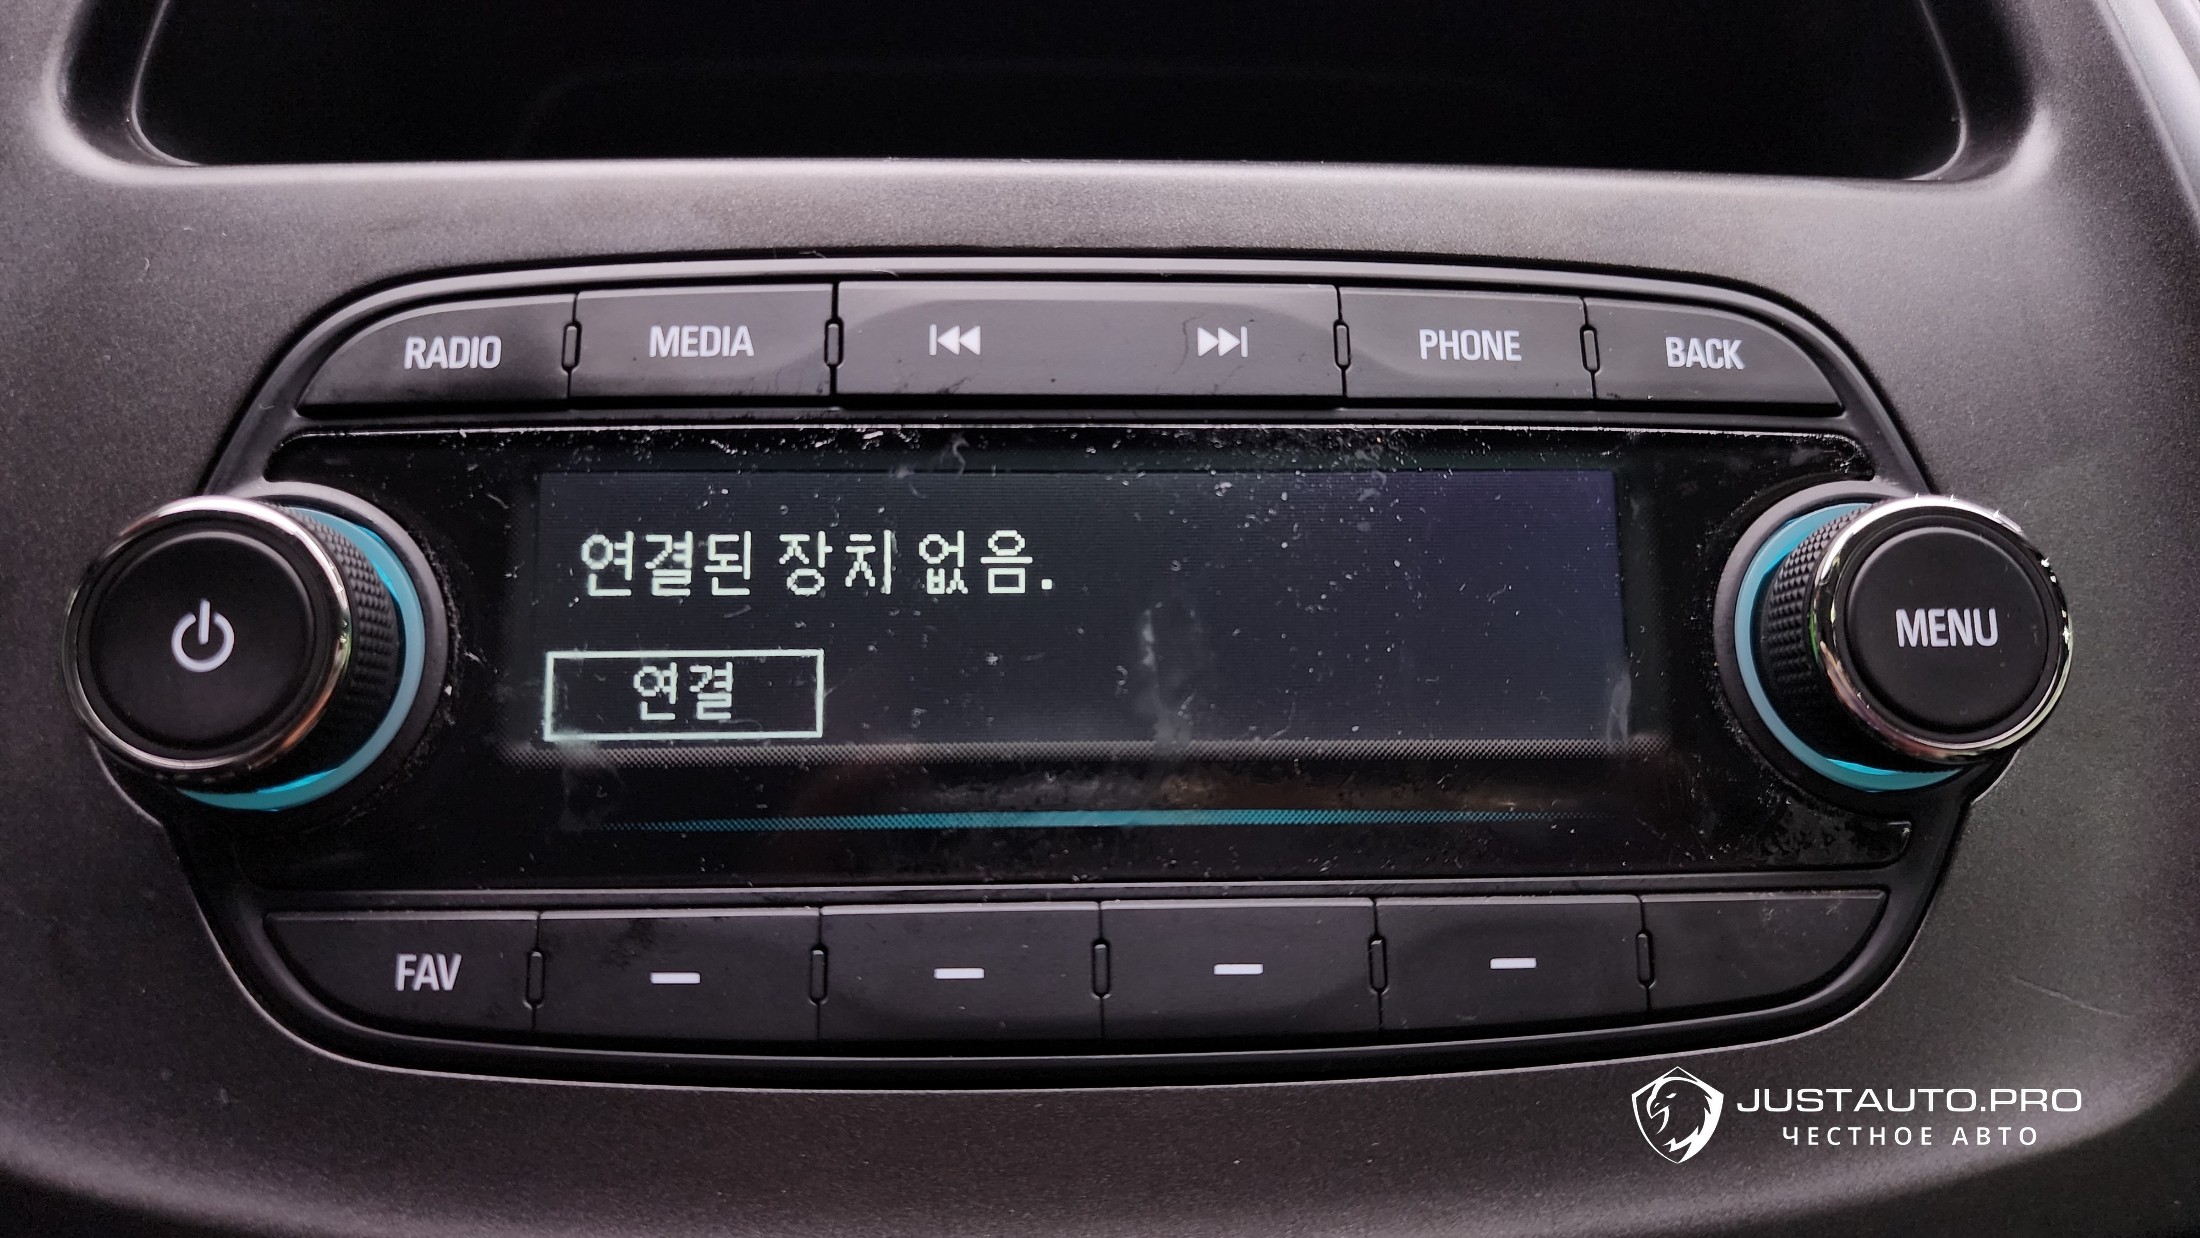 RADIO MEDIA PHONE BACK
연결된 장치 없음.
연결
MENU
FAV
JUSTAUTO.PRO
ЧЕСТНОЕ АВТО